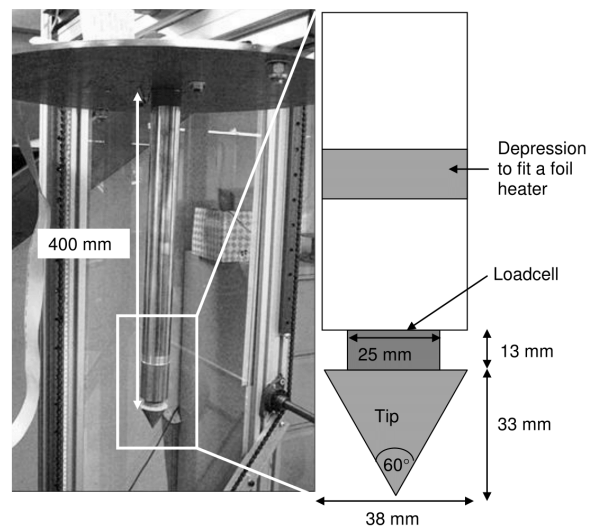 400 mm
Depression
to fit a foil
heater
Loadcell
25 mm
13 mm
Tip
33 mm
60°
38 mm